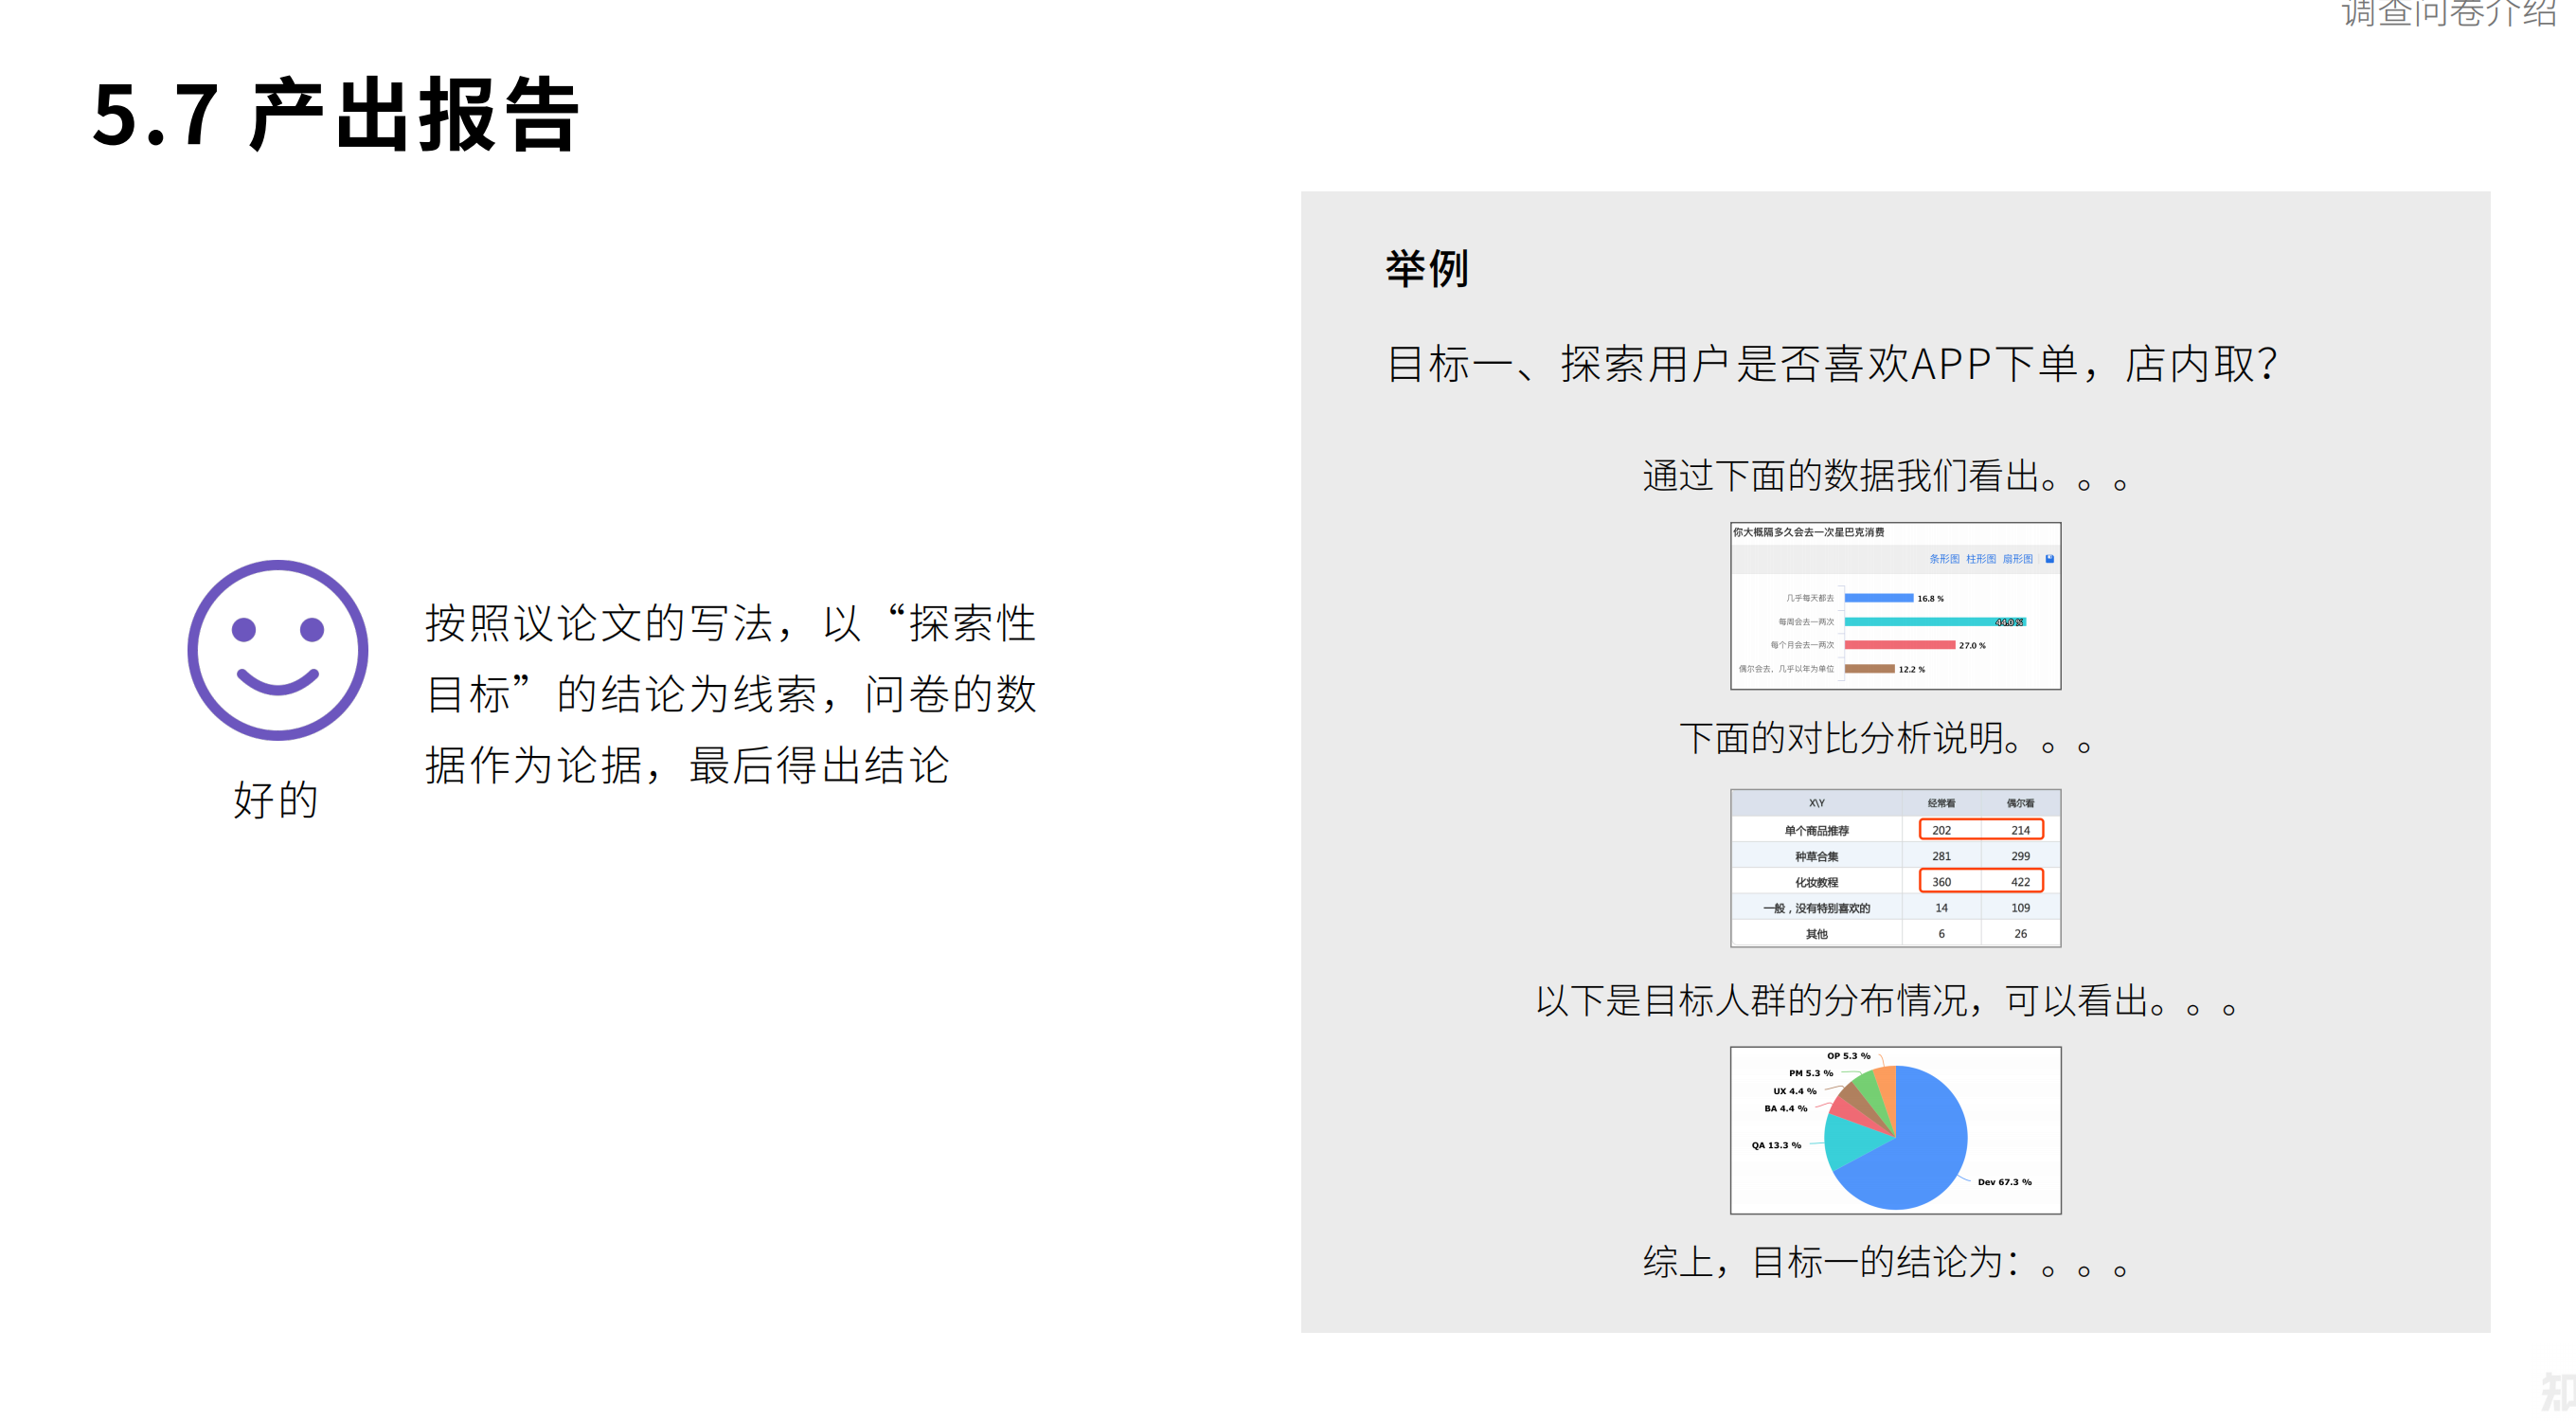 调查问卷介绍
5.7 产出报告
好的
按照议论文的写法，以“探索性
目标”的结论为线索，问卷的数
据作为论据，最后得出结论
举例
目标一、探索用户是否喜欢APP下单，店内取？
通过下面的数据我们看出。。。
你大概隔多久会去一次星巴克消费
条形图 柱形图 扇形图
几乎每天都去 16.8 %
每周会去一两次 44.0 %
每个月会去一两次 27.0 %
偶尔会去，几乎以年为单位 12.2 %
下面的对比分析说明。。。
X\Y 经常看 偶尔看
单个商品推荐 202 214
种草合集 281 299
化妆教程 360 422
一般，没有特别喜欢的 14 109
其他 6 26
以下是目标人群的分布情况，可以看出。。。
OP 5.3 %
PM 5.3 %
UX 4.4 %
BA 4.4 %
QA 13.3 %
Dev 67.3 %
综上，目标一的结论为：。。。